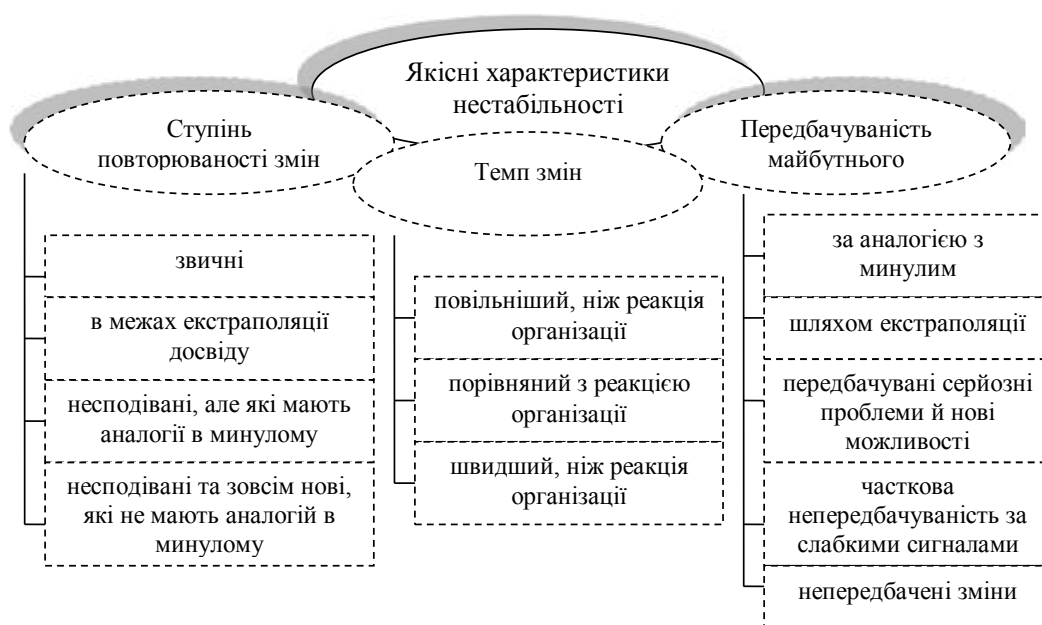 Якісні характеристики
нестабільності
Ступінь
повторюваності змін
Темп змін
Передбачуваність
майбутнього
звичні
в межах екстраполяції
досвіду
несподівані, але які мають
аналогії в минулому
несподівані та зовсім нові,
які не мають аналогій в
минулому
повільніший, ніж реакція
організації
порівняний з реакцією
організації
швидший, ніж реакція
організації
за аналогією з
минулим
шляхом екстраполяції
передбачувані серйозні
проблеми й нові
можливості
часткова
непередбачуваність за
слабкими сигналами
непередбачені зміни